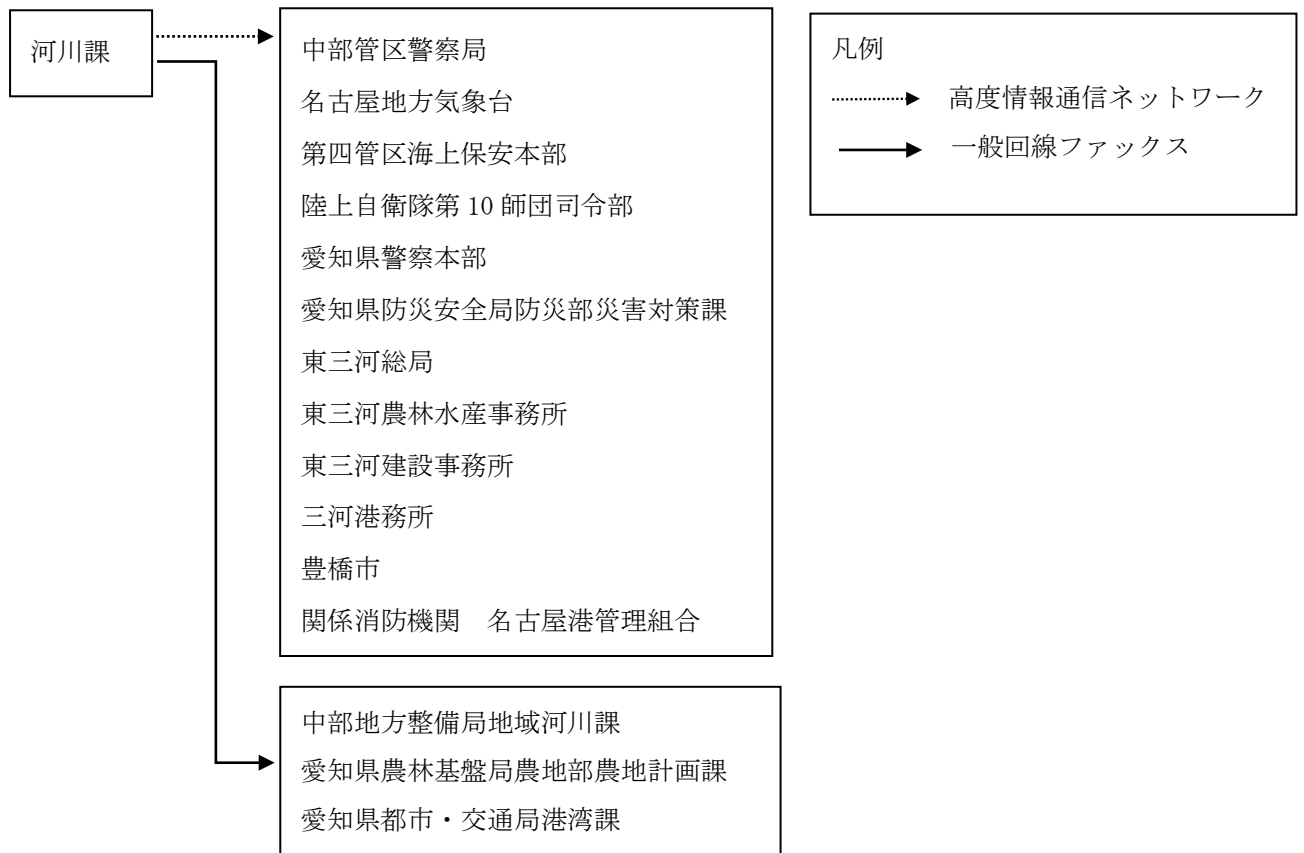 河川課
中部管区警察局
名古屋地方気象台
第四管区海上保安本部
陸上自衛隊第 10 師団司令部
愛知県警察本部
愛知県防災安全局防災部災害対策課
東三河総局
東三河農林水産事務所
東三河建設事務所
三河港務所
豊橋市
関係消防機関　名古屋港管理組合
中部地方整備局地域河川課
愛知県農林基盤局農地部農地計画課
愛知県都市・交通局港湾課
凡例
高度情報通信ネットワーク
一般回線ファックス